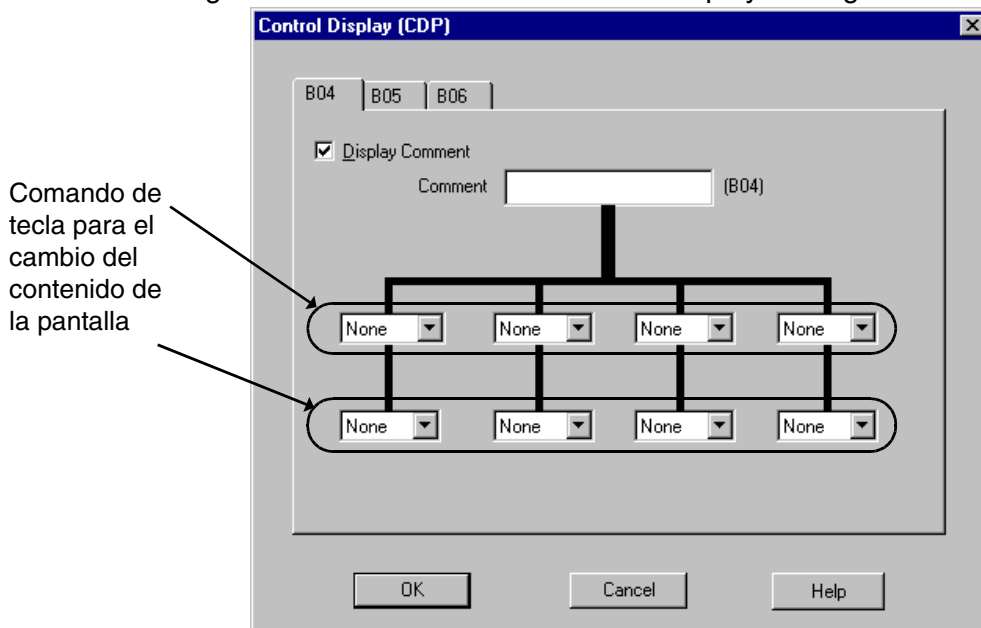 Control Display (CDP)
B04 B05 B06
Display Comment
Comment (B04)
Comando de
tecla para el
cambio del
contenido de
la pantalla
None None None None
None None None None
OK Cancel Help